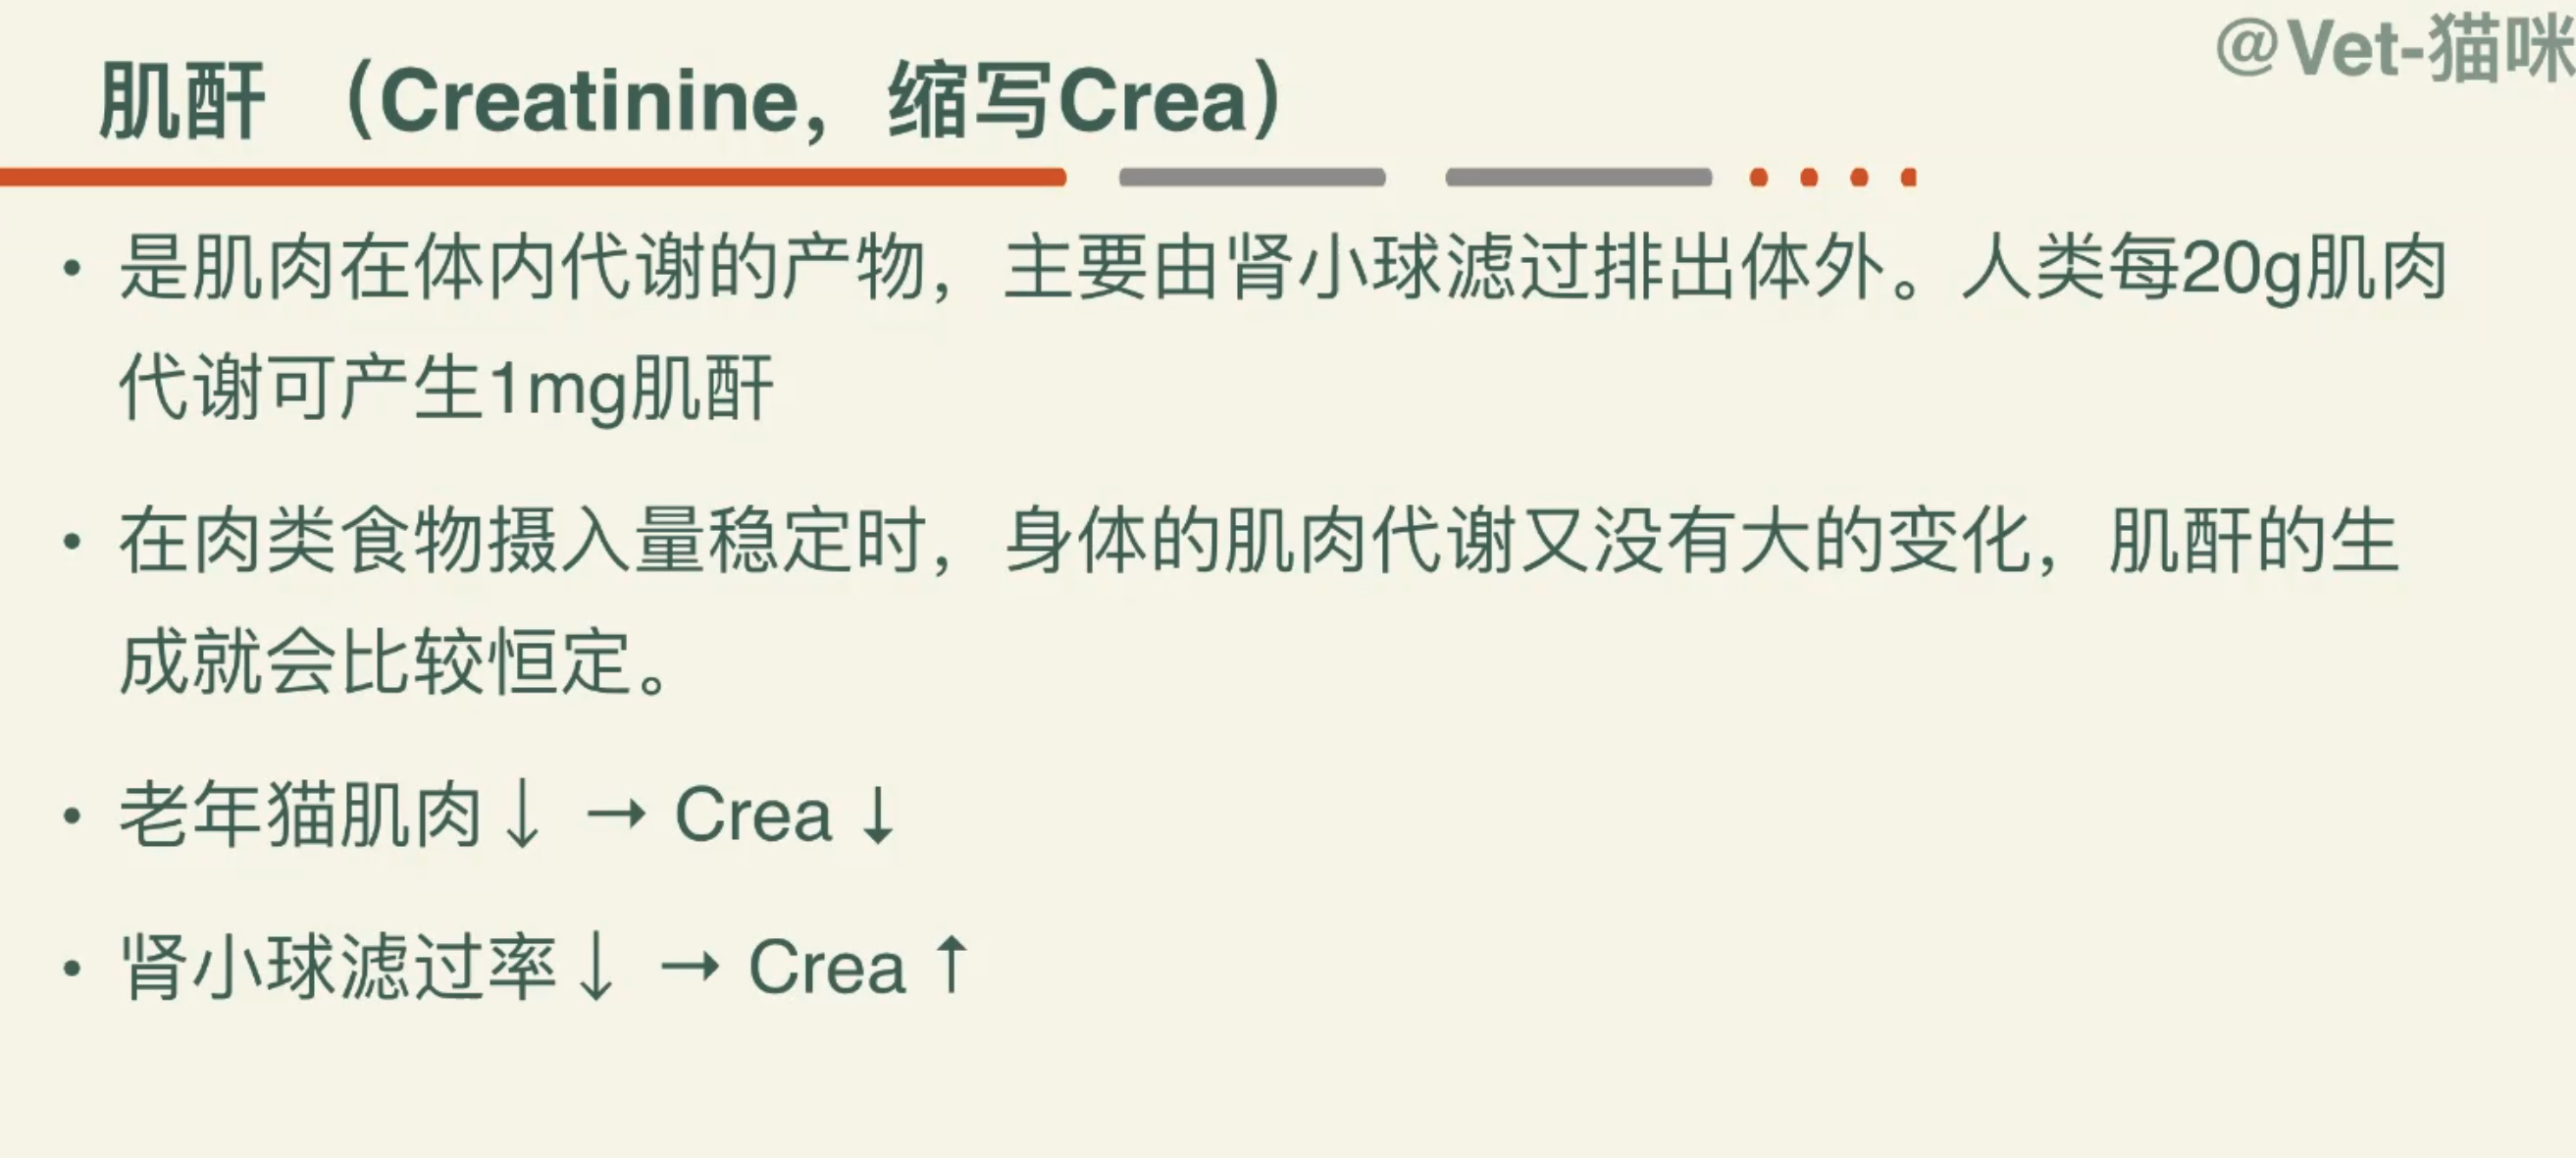 @Vet-猫咪
肌酐 （Creatinine，缩写Crea）
• 是肌肉在体内代谢的产物，主要由肾小球滤过排出体外。人类每20g肌肉
代谢可产生1mg肌酐
• 在肉类食物摄入量稳定时，身体的肌肉代谢又没有大的变化，肌酐的生
成就会比较恒定。
• 老年猫肌肉↓ → Crea ↓
• 肾小球滤过率↓ → Crea ↑